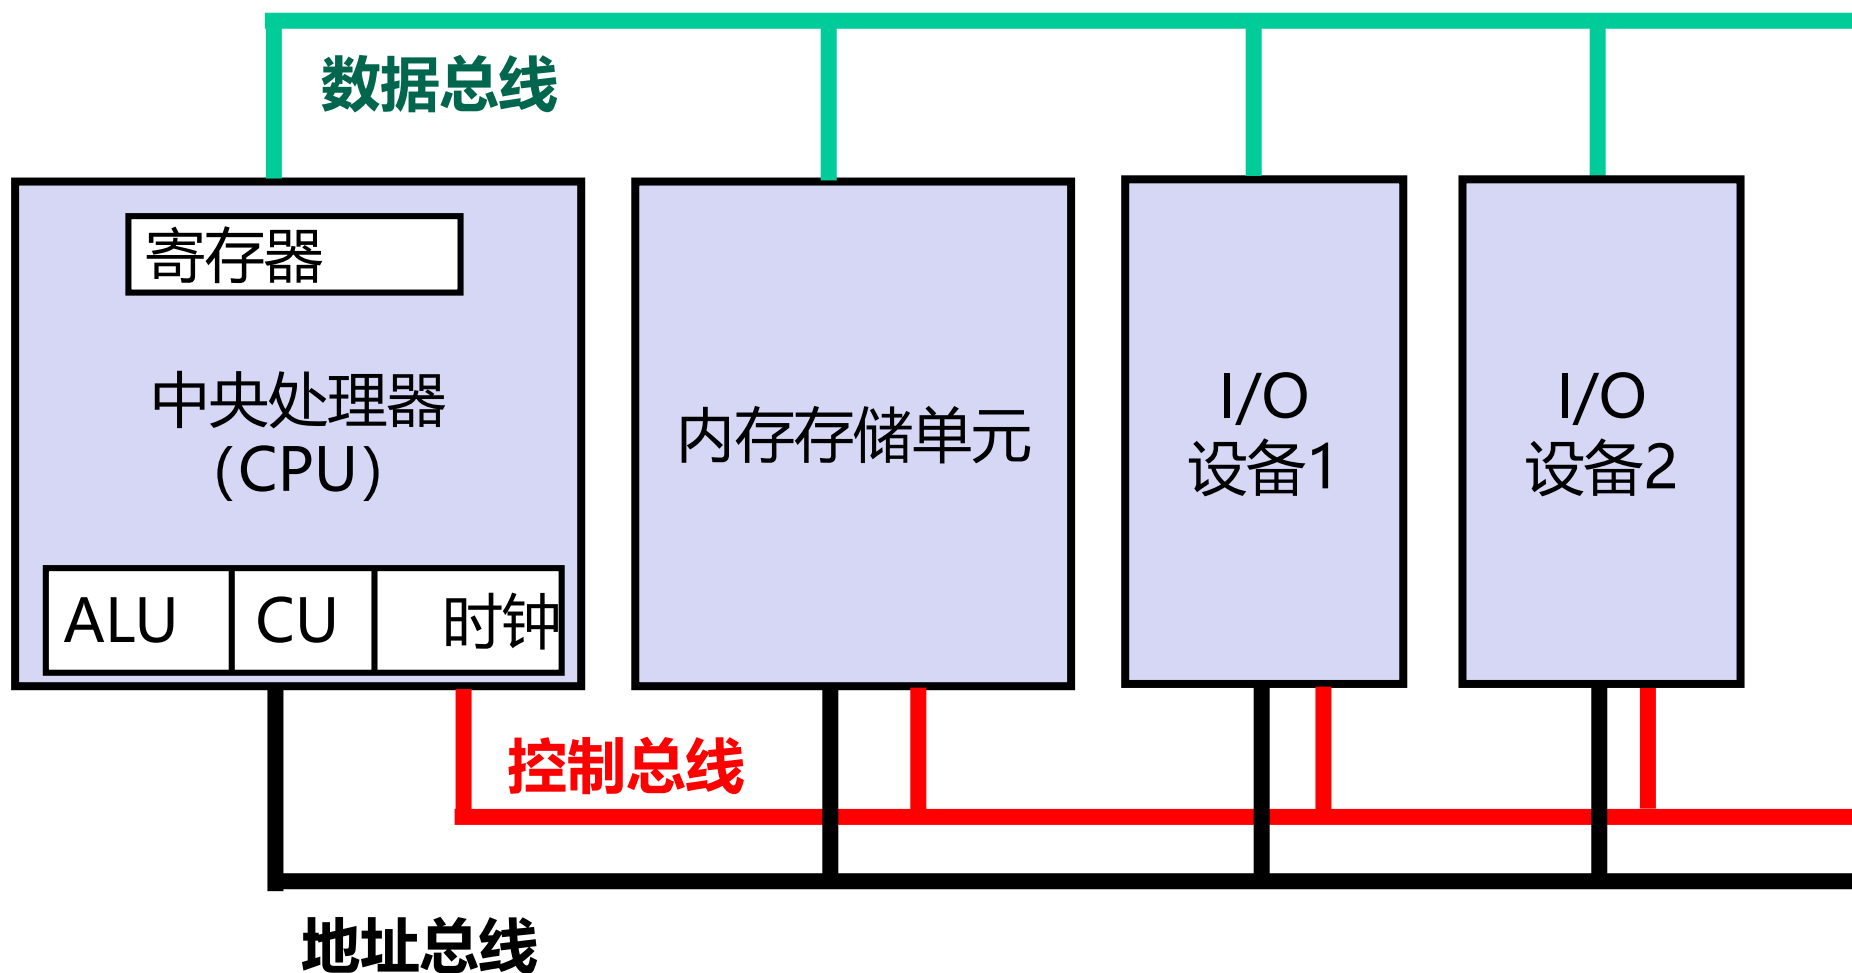 数据总线
寄存器
中央处理器
（CPU）
ALU
CU
时钟
内存存储单元
I/O
设备1
I/O
设备2
控制总线
地址总线